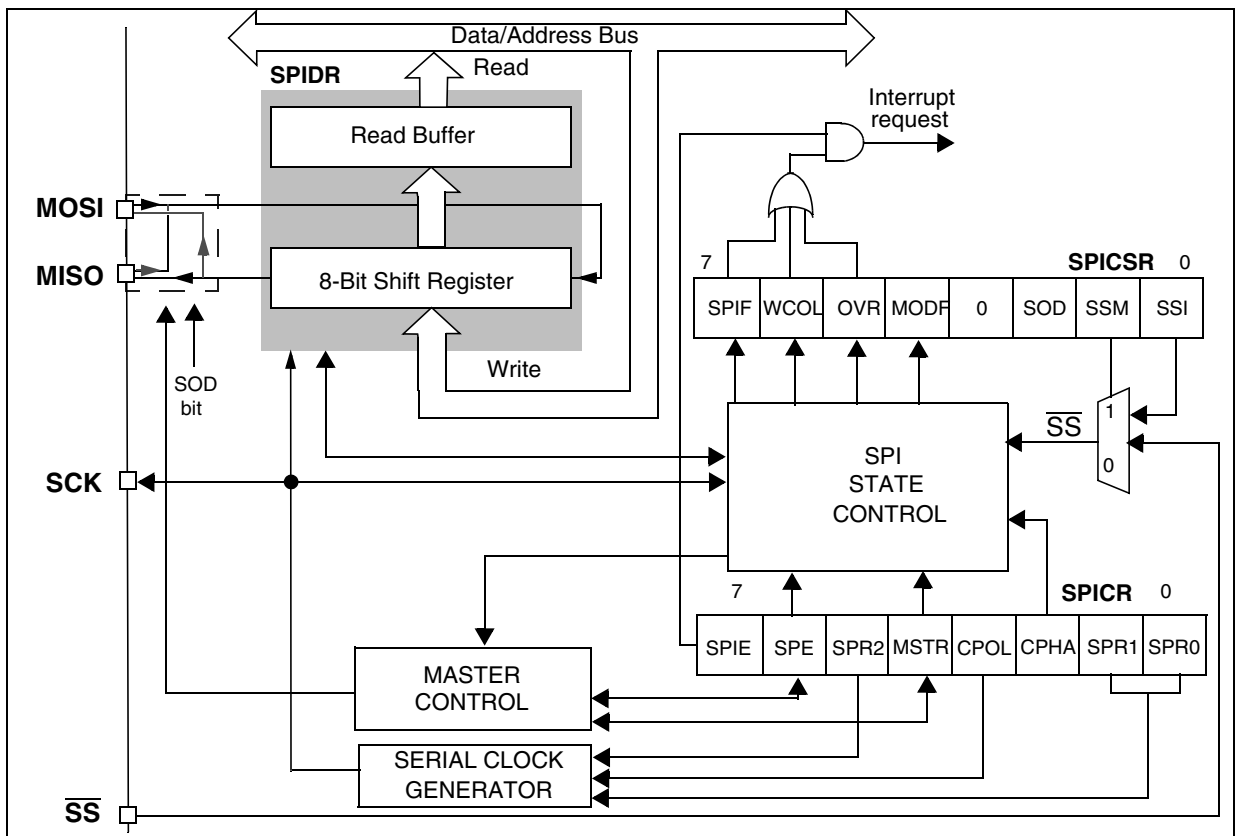 Data/Address Bus
SPIDR
Read
Read Buffer
Interrupt
request
MOSI
MISO
8-Bit Shift Register
7
SPICSR
0
SPIF
WCOL
OVR
MODF
0
SOD
SSM
SSI
Write
SOD
bit
SS
1
0
SPI
STATE
CONTROL
SCK
7
SPICR
0
SPIE
SPE
SPR2
MSTR
CPOL
CPHA
SPR1
SPR0
MASTER
CONTROL
SERIAL CLOCK
GENERATOR
SS